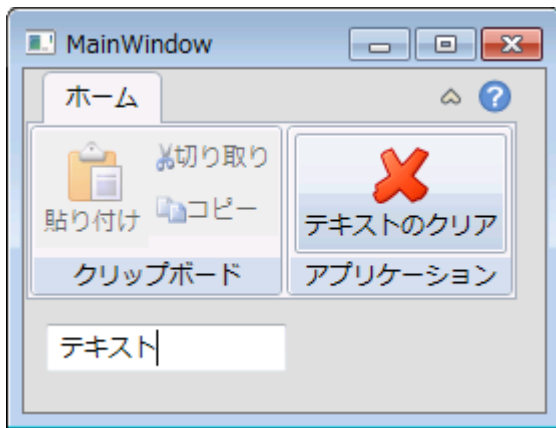 MainWindow
ホーム
切り取り
コピー
貼り付け
テキストのクリア
クリップボード
アプリケーション
テキスト